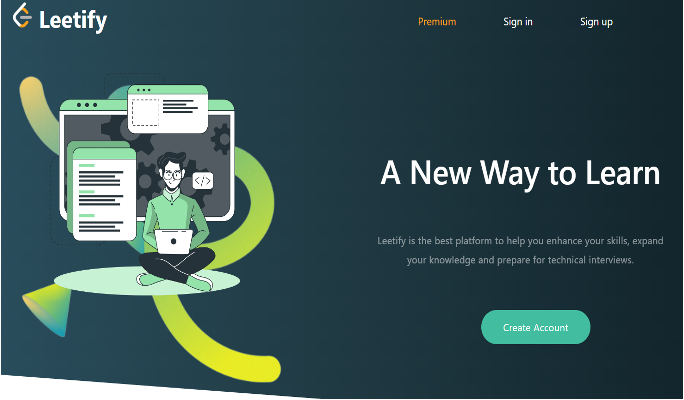 Leetify
Premium
Sign in
Sign up
A New Way to Learn
Leetify is the best platform to help you enhance your skills, expand
your knowledge and prepare for technical interviews.
Create Account
</>